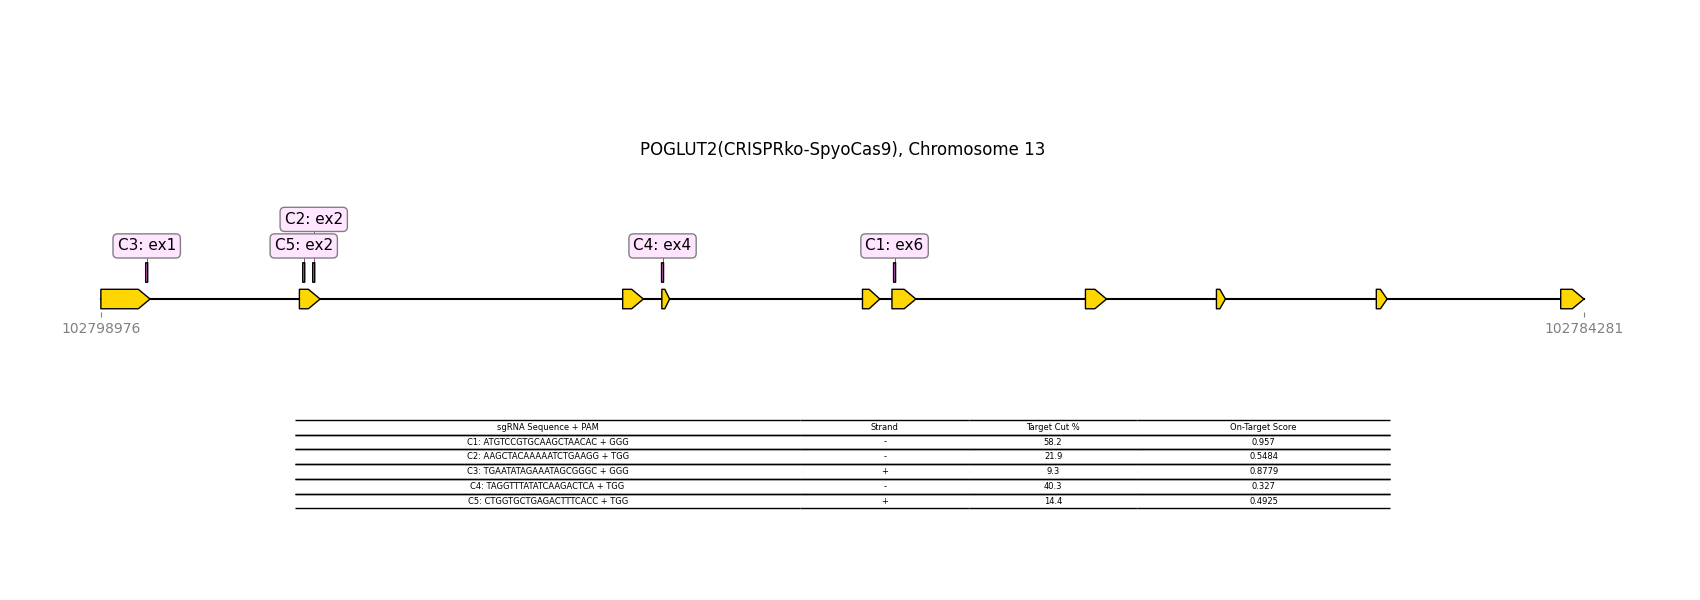 POGLUT2(CRISPRko-SpyoCas9), Chromosome 13
C2: ex2
C3: ex1 C5: ex2 C4: ex4 C1: ex6
102798976 102784281
sgRNA Sequence + PAM Strand Target Cut % On-Target Score
C1: ATGTCCGTGCAAGCTAACAC + GGG - 58.2 0.957
C2: AAGCTACAAAAATCTGAAGG + TGG - 21.9 0.5484
C3: TGAATATAGAAATAGCGGGC + GGG + 9.3 0.8779
C4: TAGGTTTATATCAAGACTCA + TGG - 40.3 0.327
C5: CTGGTGCTGAGACTTTCACC + TGG + 14.4 0.4925